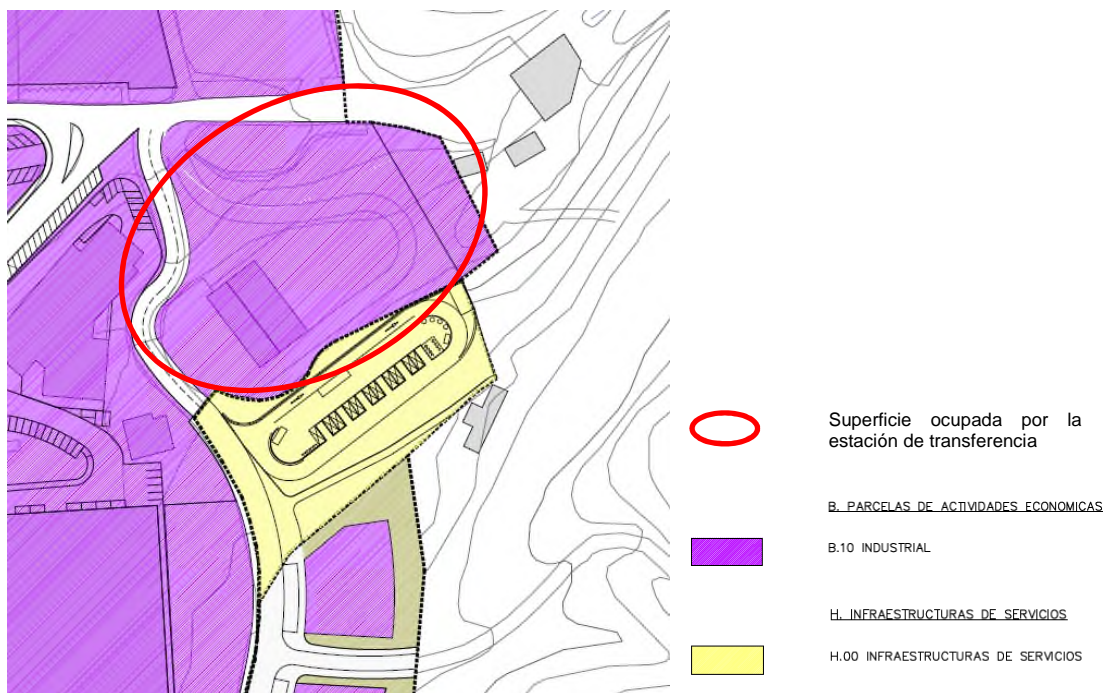 Superficie ocupada por la
estación de transferencia
B. PARCELAS DE ACTIVIDADES ECONOMICAS
B.10 INDUSTRIAL
H. INFRAESTRUCTURAS DE SERVICIOS
H.00 INFRAESTRUCTURAS DE SERVICIOS